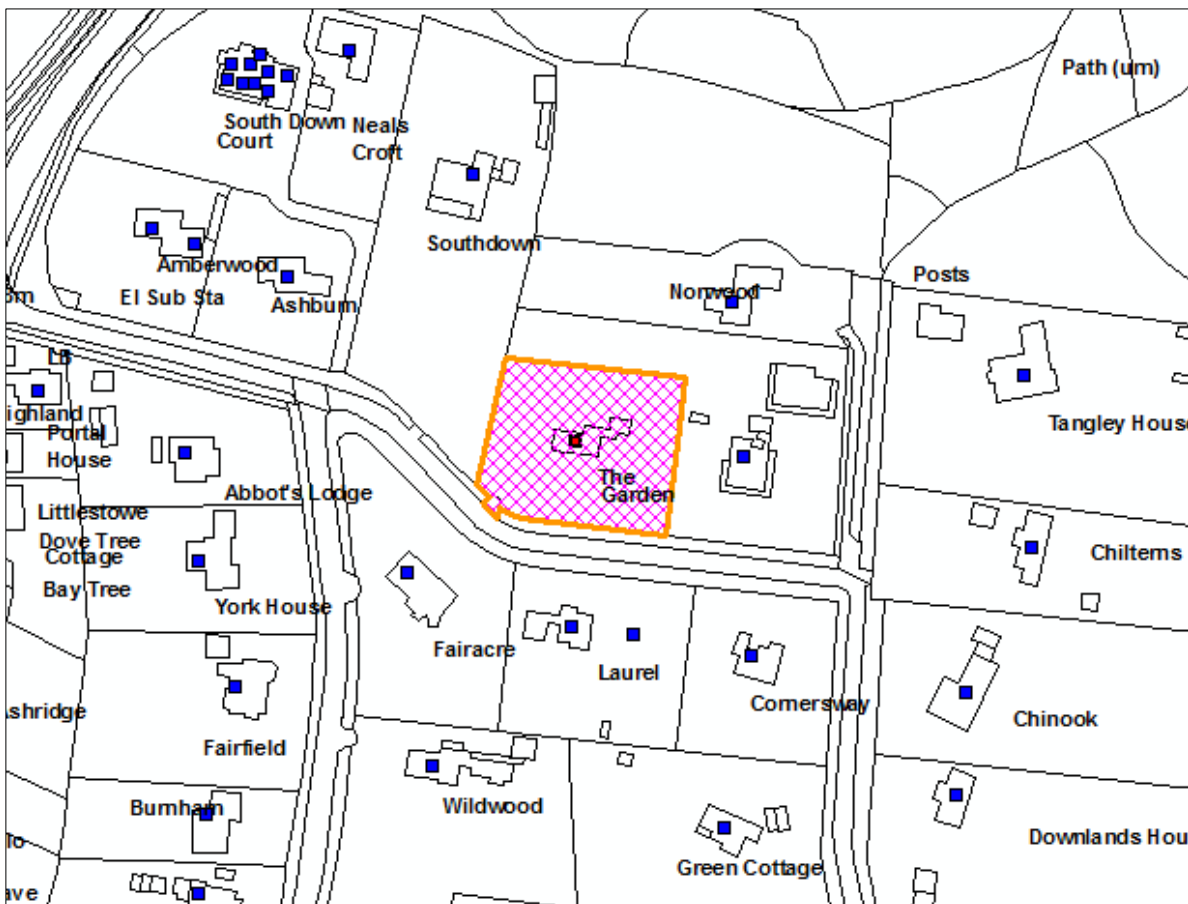 Path (um)
South Down
Court
Neals
Croft
Southdown
Amberwood
El Sub Sta
Ashburn
Norwood
Posts
LB
Portal
House
Tangley House
The
Garden
Abbot's Lodge
Littlestowe
Dove Tree
Cottage
Bay Tree
Chilterns
York House
Fairacre
Laurel
Cornersway
Chinook
Fairfield
Wildwood
Burnham
Green Cottage
Downlands Hou